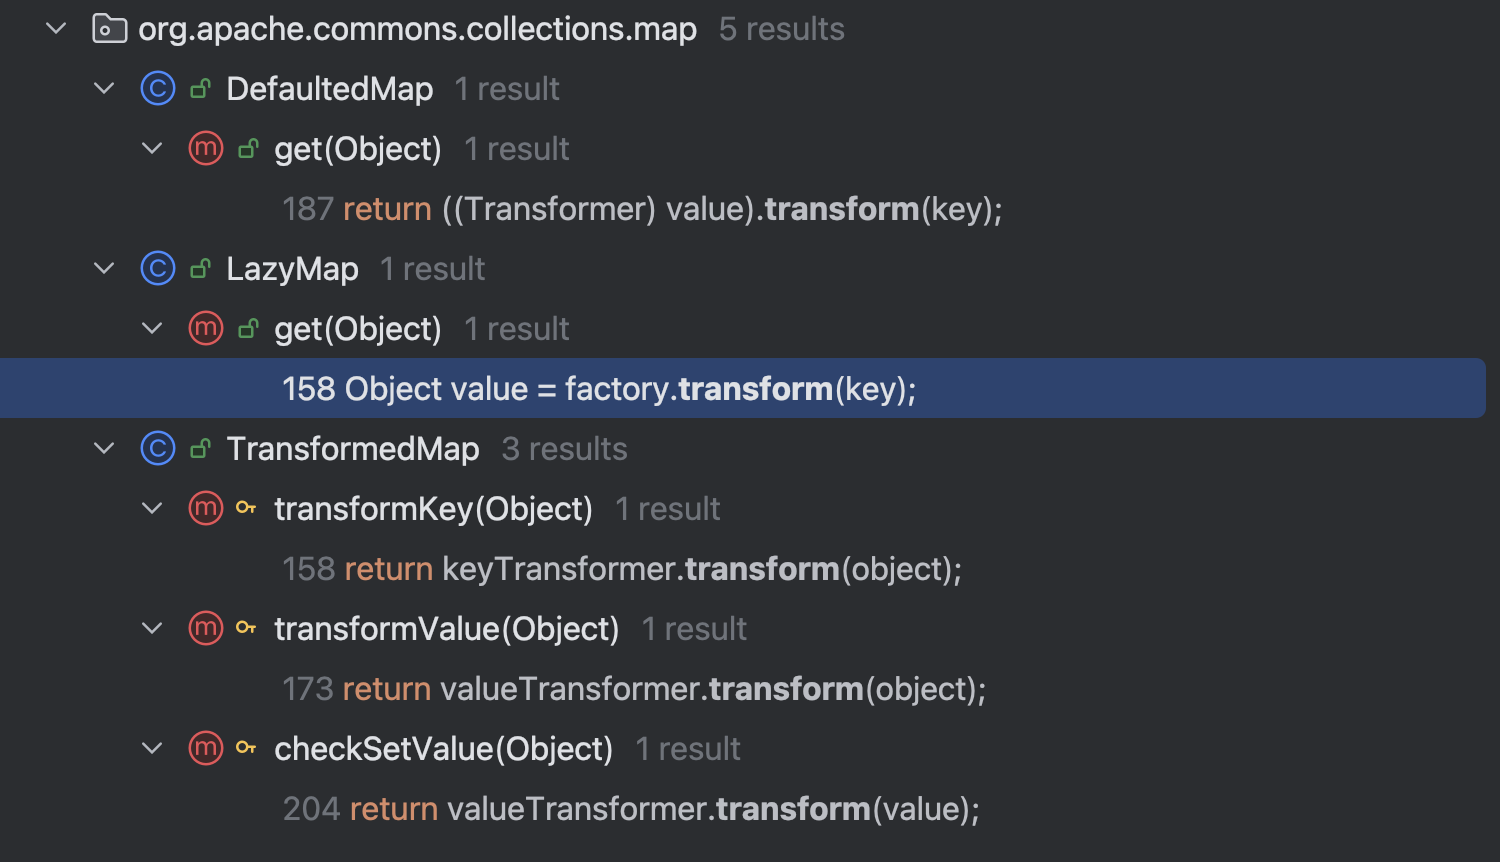 org.apache.commons.collections.map 5 results
C DefaultedMap 1 result
m get(Object) 1 result
187 return ((Transformer) value).transform(key);
C LazyMap 1 result
m get(Object) 1 result
158 Object value = factory.transform(key);
C TransformedMap 3 results
m transformKey(Object) 1 result
158 return keyTransformer.transform(object);
m transformValue(Object) 1 result
173 return valueTransformer.transform(object);
m checkSetValue(Object) 1 result
204 return valueTransformer.transform(value);